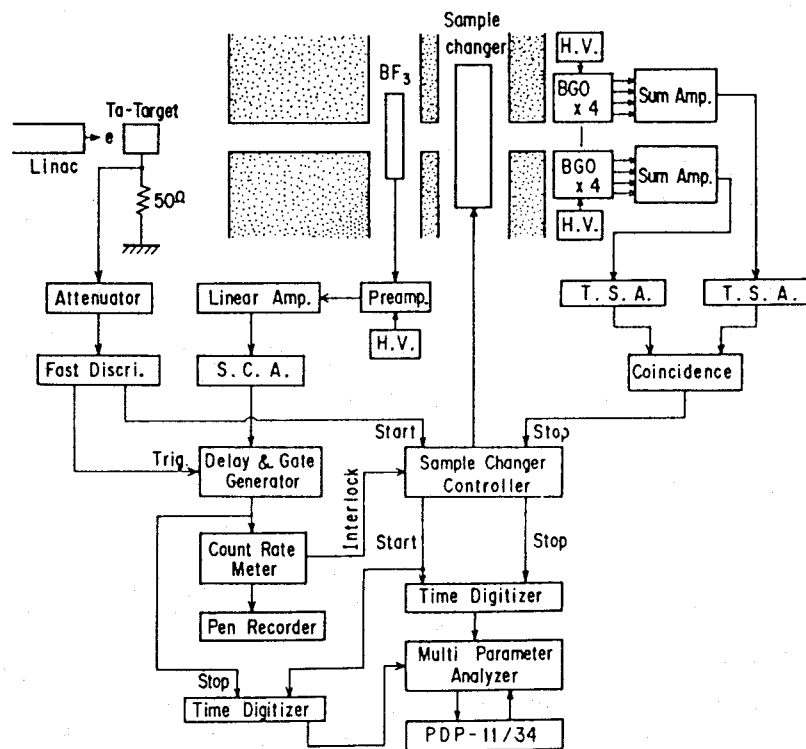 Sample
changer
H.V.
BF3
BGO
x 4
Sum Amp.
Ta-Target
e
Linac
BGO
x 4
Sum Amp.
50Ω
H.V.
Attenuator
Linear Amp.
Preamp.
T. S. A.
T. S. A.
H.V.
Fast Discri.
S. C. A.
Coincidence
Start
Stop
Trig.
Delay & Gate
Generator
Sample Changer
Controller
Interlock
Start
Stop
Count Rate
Meter
Time Digitizer
Pen Recorder
Multi Parameter
Analyzer
Stop
Time Digitizer
PDP-11/34